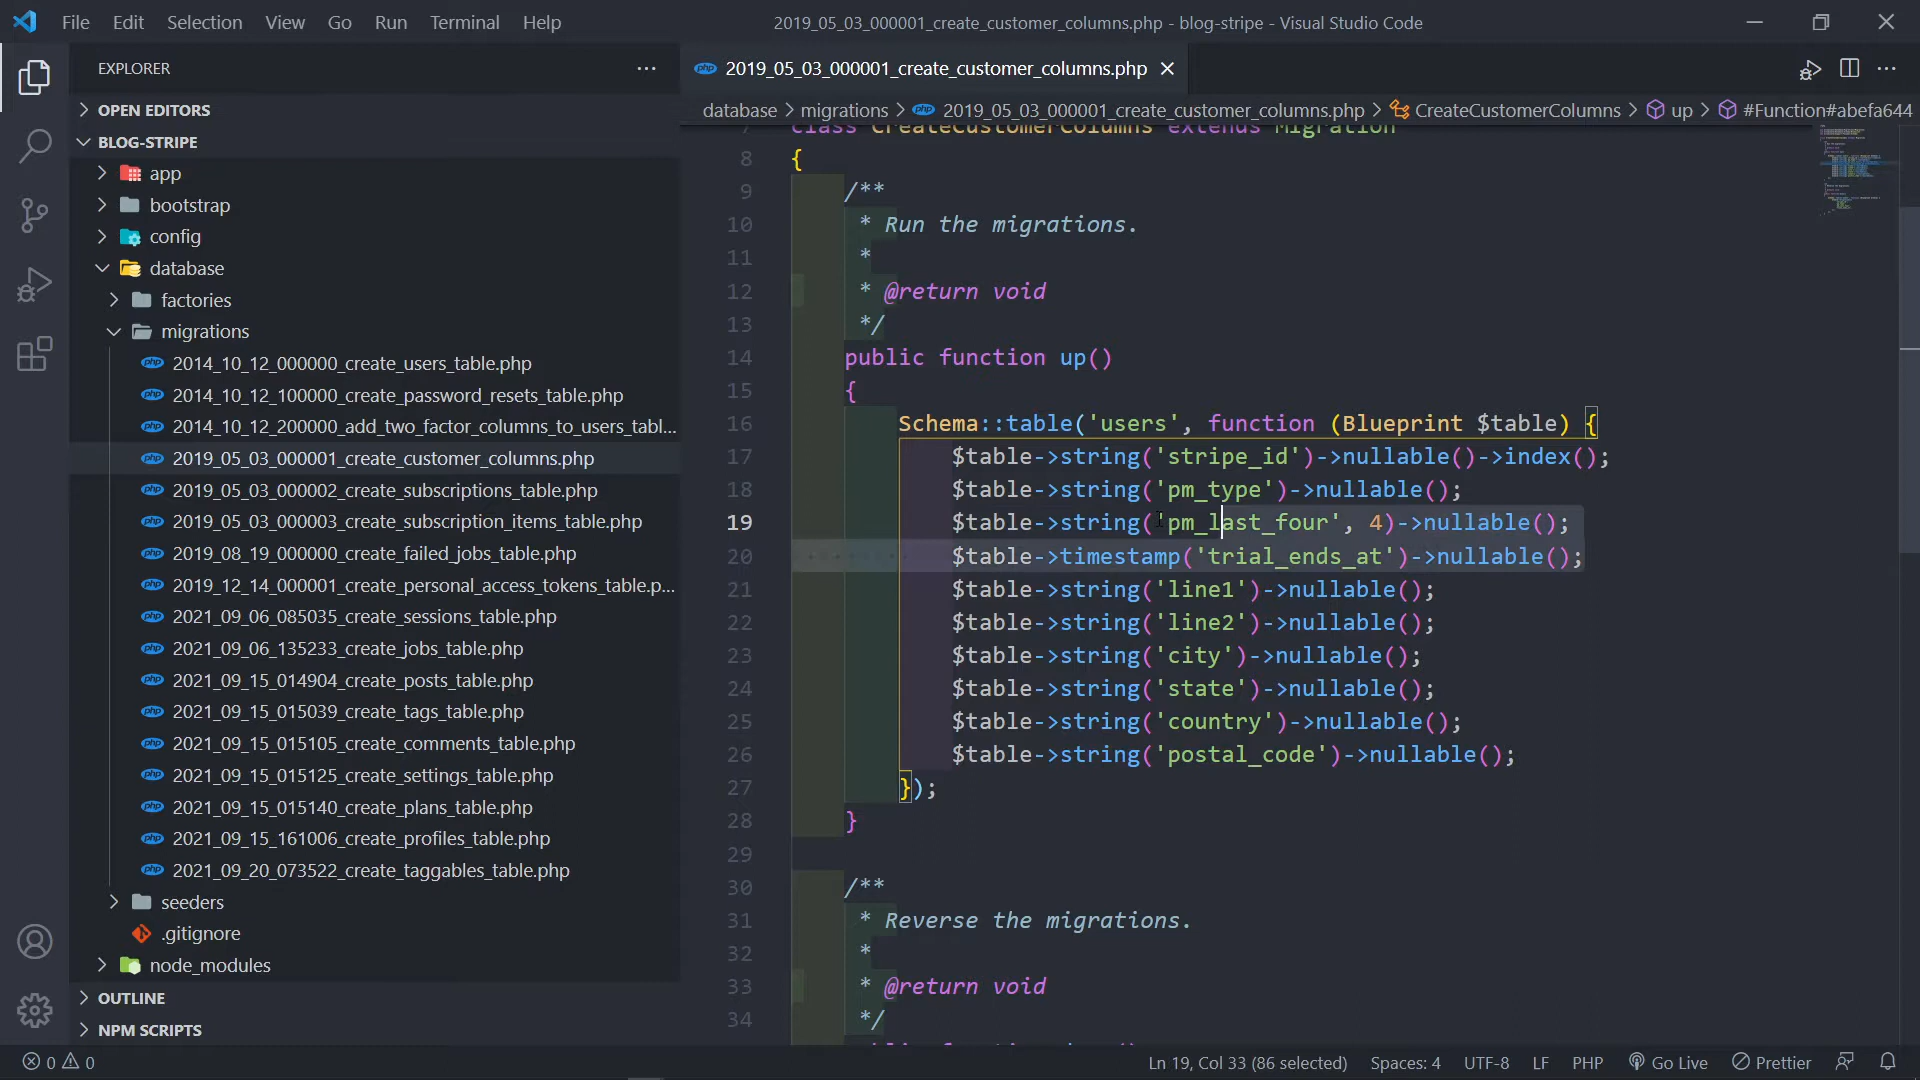 File Edit Selection View Go Run Terminal Help
2019_05_03_000001_create_customer_columns.php - blog-stripe - Visual Studio Code
EXPLORER
OPEN EDITORS
BLOG-STRIPE
app
bootstrap
config
database
factories
migrations
2014_10_12_000000_create_users_table.php
2014_10_12_100000_create_password_resets_table.php
2014_10_12_200000_add_two_factor_columns_to_users_tabl...
2019_05_03_000001_create_customer_columns.php
2019_05_03_000002_create_subscriptions_table.php
2019_05_03_000003_create_subscription_items_table.php
2019_08_19_000000_create_failed_jobs_table.php
2019_12_14_000001_create_personal_access_tokens_table.p...
2021_09_06_085035_create_sessions_table.php
2021_09_06_135233_create_jobs_table.php
2021_09_15_014904_create_posts_table.php
2021_09_15_015039_create_tags_table.php
2021_09_15_015105_create_comments_table.php
2021_09_15_015125_create_settings_table.php
2021_09_15_015140_create_plans_table.php
2021_09_15_161006_create_profiles_table.php
2021_09_20_073522_create_taggables_table.php
seeders
.gitignore
node_modules
OUTLINE
NPM SCRIPTS
php 2019_05_03_000001_create_customer_columns.php
database > migrations > php 2019_05_03_000001_create_customer_columns.php > CreateCustomerColumns > up > #Function#abefa644
class CreateCustomerColumns extends Migration
8 {
9 /**
10 * Run the migrations.
11 *
12 * @return void
13 */
14 public function up()
15 {
16 Schema::table('users', function (Blueprint $table) {
17 $table->string('stripe_id')->nullable()->index();
18 $table->string('pm_type')->nullable();
19 $table->string('pm_last_four', 4)->nullable();
20 $table->timestamp('trial_ends_at')->nullable();
21 $table->string('line1')->nullable();
22 $table->string('line2')->nullable();
23 $table->string('city')->nullable();
24 $table->string('state')->nullable();
25 $table->string('country')->nullable();
26 $table->string('postal_code')->nullable();
27 });
28 }
29
30 /**
31 * Reverse the migrations.
32 *
33 * @return void
34 */
0 0
Ln 19, Col 33 (86 selected) Spaces: 4 UTF-8 LF PHP Go Live Prettier